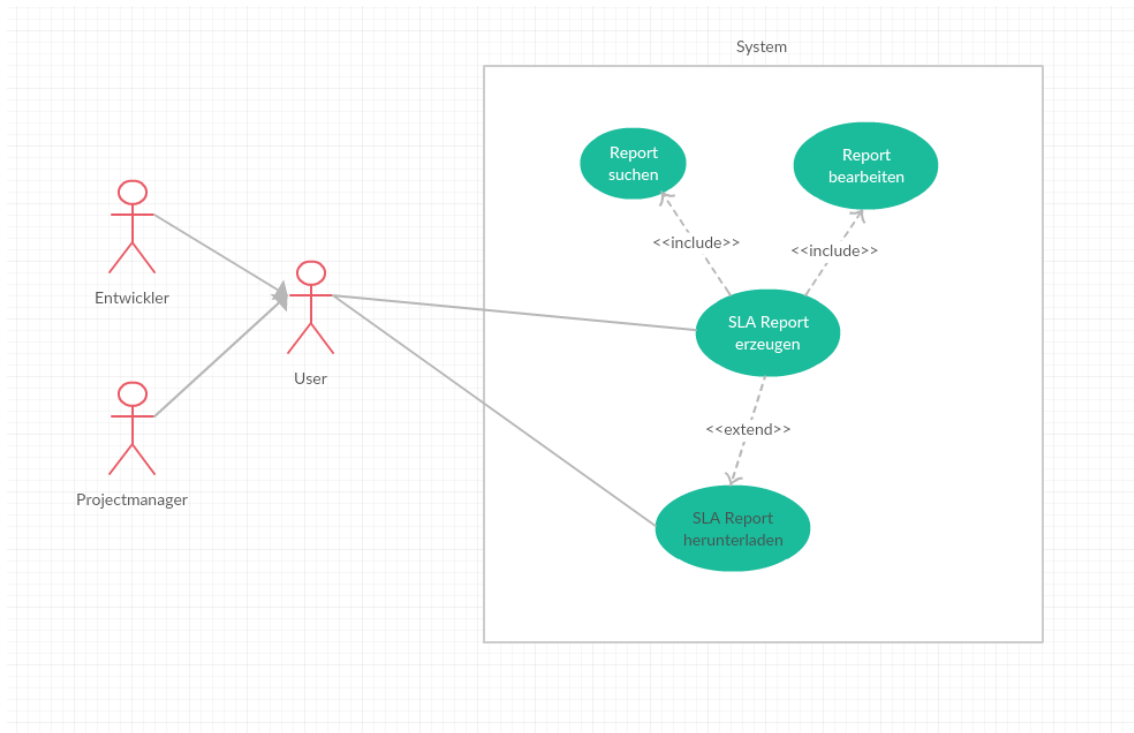 System
Report
suchen
Report
bearbeiten
<<include>>
<<include>>
Entwickler
SLA Report
erzeugen
User
<<extend>>
Projectmanager
SLA Report
herunterladen